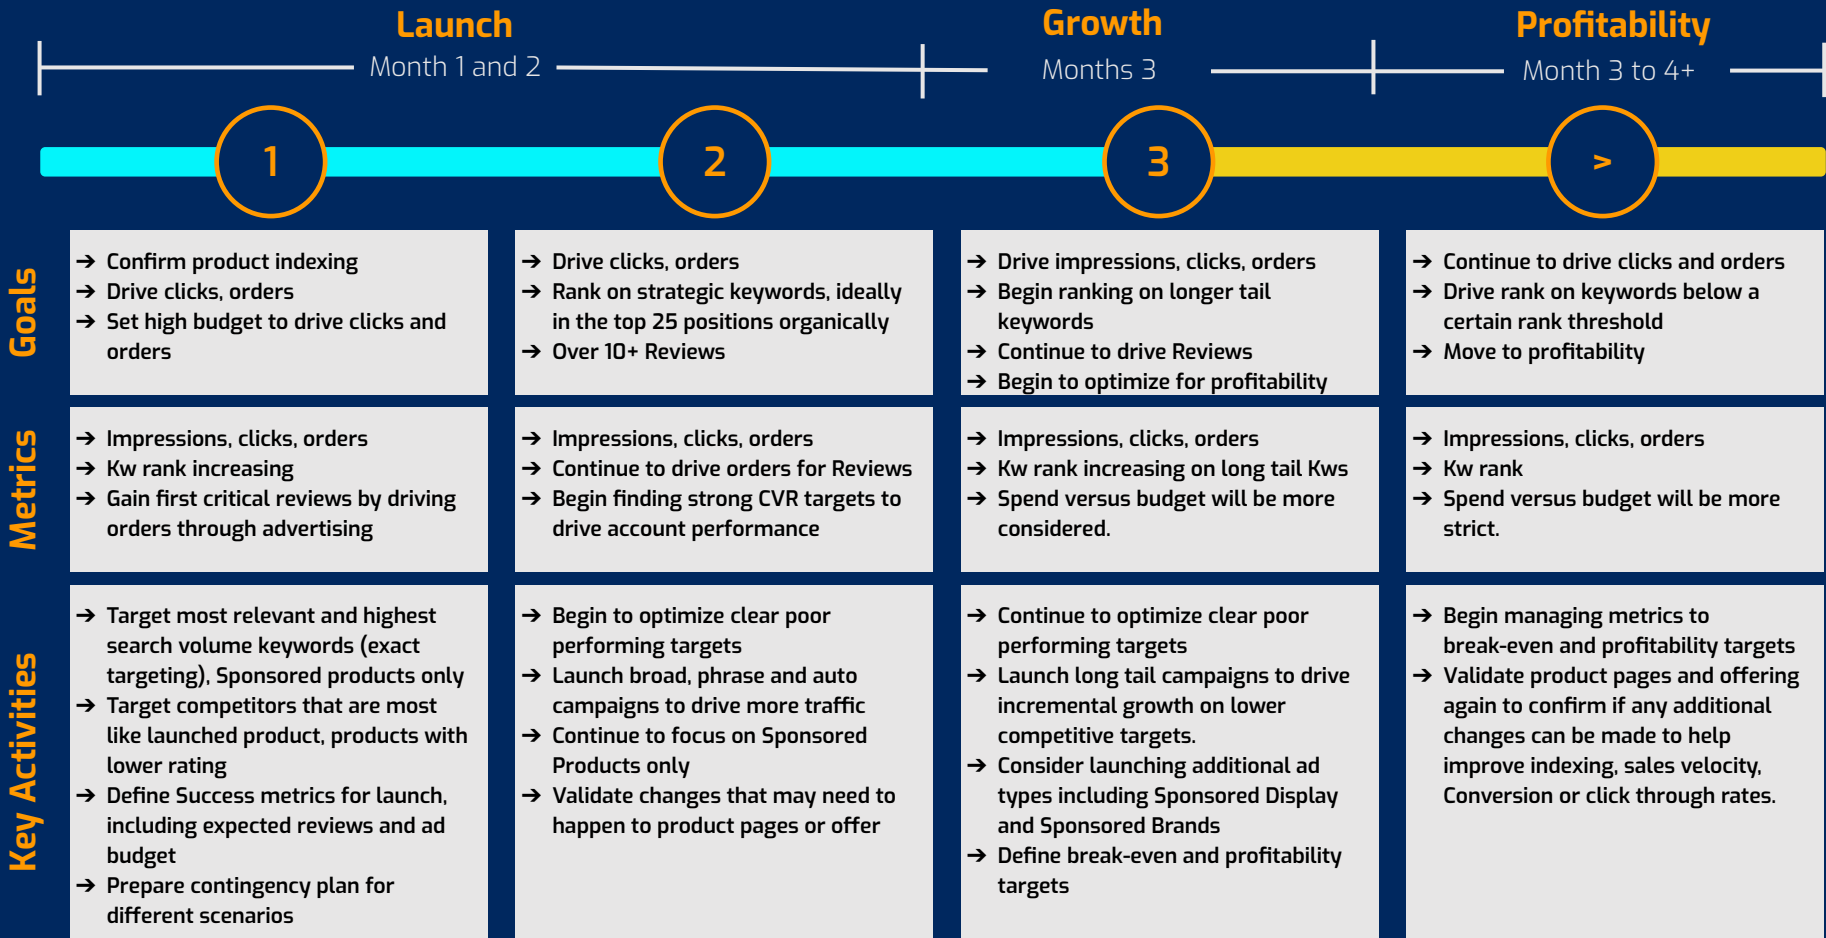 Launch
Month 1 and 2
Growth
Months 3
Profitability
Month 3 to 4+
1
2
3
>
Goals
➔ Confirm product indexing
➔ Drive clicks, orders
➔ Set high budget to drive clicks and
orders
➔ Drive clicks, orders
➔ Rank on strategic keywords, ideally
in the top 25 positions organically
➔ Over 10+ Reviews
➔ Drive impressions, clicks, orders
➔ Begin ranking on longer tail
keywords
➔ Continue to drive Reviews
➔ Begin to optimize for profitability
➔ Continue to drive clicks and orders
➔ Drive rank on keywords below a
certain rank threshold
➔ Move to profitability
Metrics
➔ Impressions, clicks, orders
➔ Kw rank increasing
➔ Gain first critical reviews by driving
orders through advertising
➔ Impressions, clicks, orders
➔ Continue to drive orders for Reviews
➔ Begin finding strong CVR targets to
drive account performance
➔ Impressions, clicks, orders
➔ Kw rank increasing on long tail Kws
➔ Spend versus budget will be more
considered.
➔ Impressions, clicks, orders
➔ Kw rank
➔ Spend versus budget will be more
strict.
Key Activities
➔ Target most relevant and highest
search volume keywords (exact
targeting), Sponsored products only
➔ Target competitors that are most
like launched product, products with
lower rating
➔ Define Success metrics for launch,
including expected reviews and ad
budget
➔ Prepare contingency plan for
different scenarios
➔ Begin to optimize clear poor
performing targets
➔ Launch broad, phrase and auto
campaigns to drive more traffic
➔ Continue to focus on Sponsored
Products only
➔ Validate changes that may need to
happen to product pages or offer
➔ Continue to optimize clear poor
performing targets
➔ Launch long tail campaigns to drive
incremental growth on lower
competitive targets.
➔ Consider launching additional ad
types including Sponsored Display
and Sponsored Brands
➔ Define break-even and profitability
targets
➔ Begin managing metrics to
break-even and profitability targets
➔ Validate product pages and offering
again to confirm if any additional
changes can be made to help
improve indexing, sales velocity,
Conversion or click through rates.